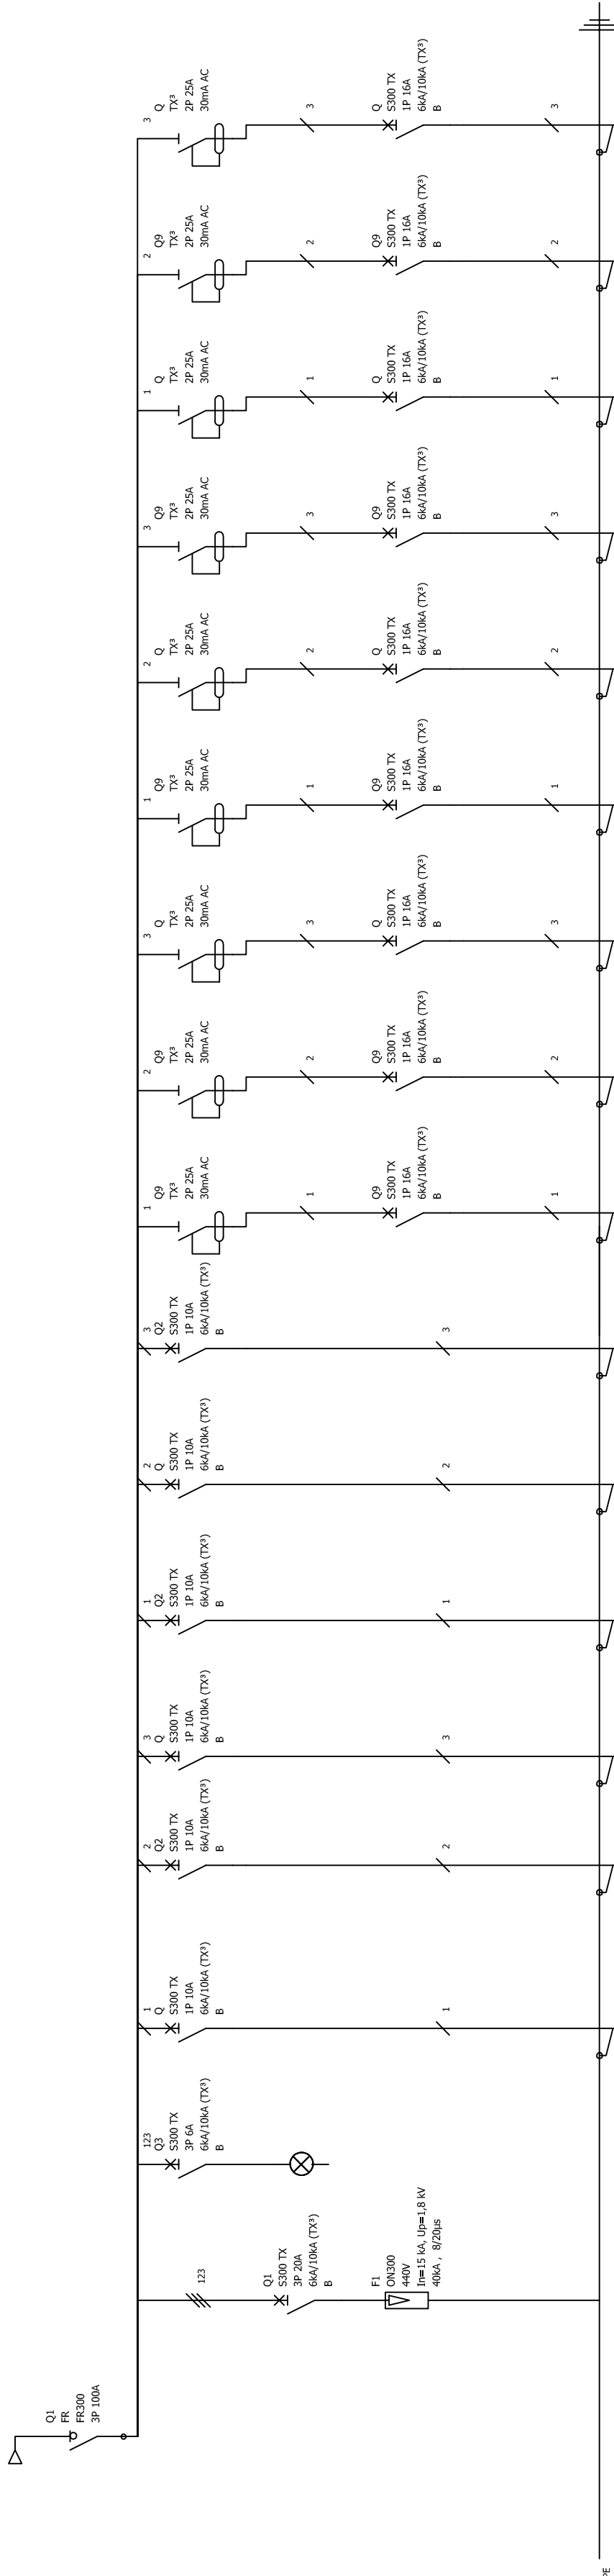 Q1
FR
FR300
3P 100A
123
Q1
S300 TX
3P 20A
6kA/10kA (TX³)
B
F1
ON300
440V
In=15 kA, Up=1,8 kV
40kA , 8/20µs
123
Q3
S300 TX
3P 6A
6kA/10kA (TX³)
B
1
Q
S300 TX
1P 10A
6kA/10kA (TX³)
B
1
2
Q2
S300 TX
1P 10A
6kA/10kA (TX³)
B
2
3
Q
S300 TX
1P 10A
6kA/10kA (TX³)
B
3
1
Q2
S300 TX
1P 10A
6kA/10kA (TX³)
B
1
2
Q
S300 TX
1P 10A
6kA/10kA (TX³)
B
2
3
Q2
S300 TX
1P 10A
6kA/10kA (TX³)
B
3
1
Q9
TX³
2P 25A
30mA AC
1
Q9
S300 TX
1P 16A
6kA/10kA (TX³)
B
1
2
Q9
TX³
2P 25A
30mA AC
2
Q9
S300 TX
1P 16A
6kA/10kA (TX³)
B
2
3
Q
TX³
2P 25A
30mA AC
3
Q
S300 TX
1P 16A
6kA/10kA (TX³)
B
3
1
Q9
TX³
2P 25A
30mA AC
1
Q9
S300 TX
1P 16A
6kA/10kA (TX³)
B
1
2
Q
TX³
2P 25A
30mA AC
2
Q
S300 TX
1P 16A
6kA/10kA (TX³)
B
2
3
Q9
TX³
2P 25A
30mA AC
3
Q9
S300 TX
1P 16A
6kA/10kA (TX³)
B
3
1
Q
TX³
2P 25A
30mA AC
1
Q
S300 TX
1P 16A
6kA/10kA (TX³)
B
1
2
Q9
TX³
2P 25A
30mA AC
2
Q9
S300 TX
1P 16A
6kA/10kA (TX³)
B
2
3
Q
TX³
2P 25A
30mA AC
3
Q
S300 TX
1P 16A
6kA/10kA (TX³)
B
3
PE